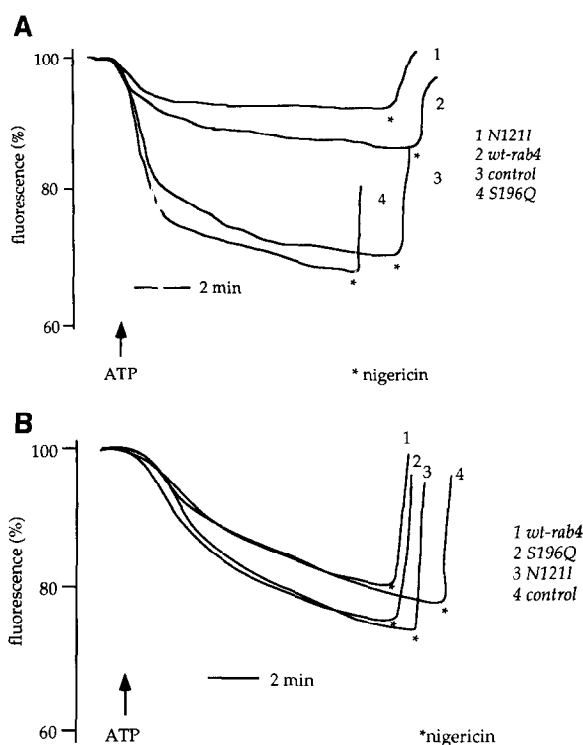 A
100
80
60
fluorescence (%)
1
2
3
4
1 N121I
2 wt-rab4
3 control
4 S196Q
*
*
*
*
2 min
ATP
* nigericin
B
100
80
60
fluorescence (%)
1
2
3
4
1 wt-rab4
2 S196Q
3 N121I
4 control
*
*
*
*
2 min
ATP
*nigericin